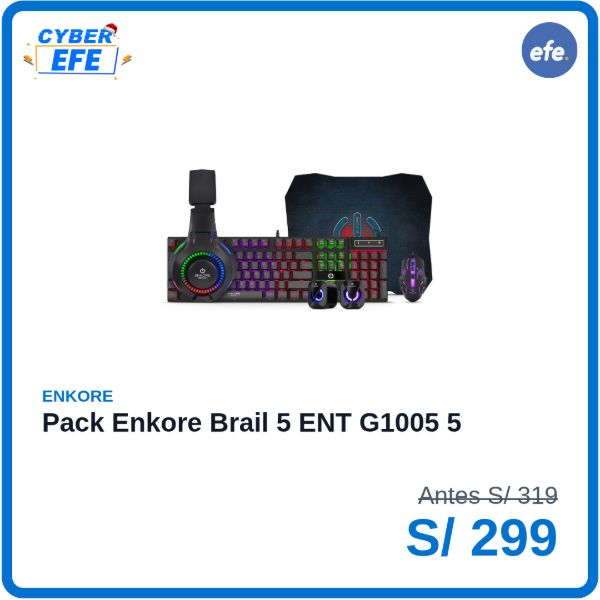 CYBER
EFE
efe.
ENKORE
Pack Enkore Brail 5 ENT G1005 5
Antes S/ 319
S/ 299